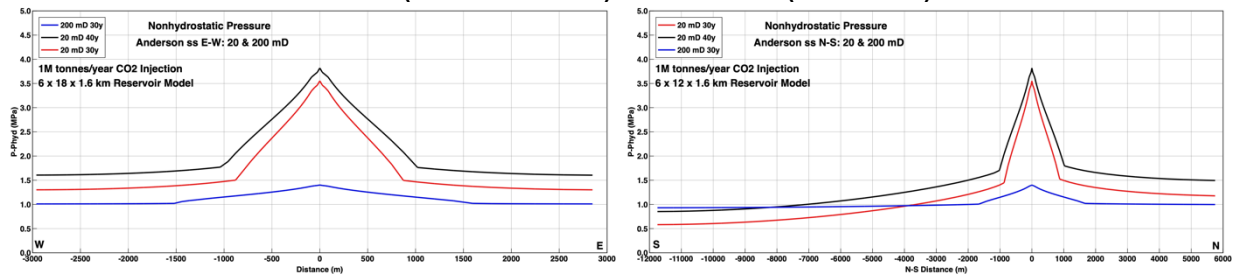 200 mD 30y
20 mD 40y
20 mD 30y
Nonhydrostatic Pressure
Anderson ss E-W: 20 & 200 mD
1M tonnes/year CO2 Injection
6 x 18 x 1.6 km Reservoir Model
P-Phyd (MPa)
5.0
4.5
4.0
3.5
3.0
2.5
2.0
1.5
1.0
0.5
0.0
W
E
-3000 -2500 -2000 -1500 -1000 -500 0 500 1000 1500 2000 2500 3000
Distance (m)
20 mD 30y
20 mD 40y
200 mD 30y
Nonhydrostatic Pressure
Anderson ss N-S: 20 & 200 mD
1M tonnes/year CO2 Injection
6 x 12 x 1.6 km Reservoir Model
P-Phyd (MPa)
5.0
4.5
4.0
3.5
3.0
2.5
2.0
1.5
1.0
0.5
0.0
S
N
-12000 -11000 -10000 -9000 -8000 -7000 -6000 -5000 -4000 -3000 -2000 -1000 0 1000 2000 3000 4000 5000 6000
N-S Distance (m)